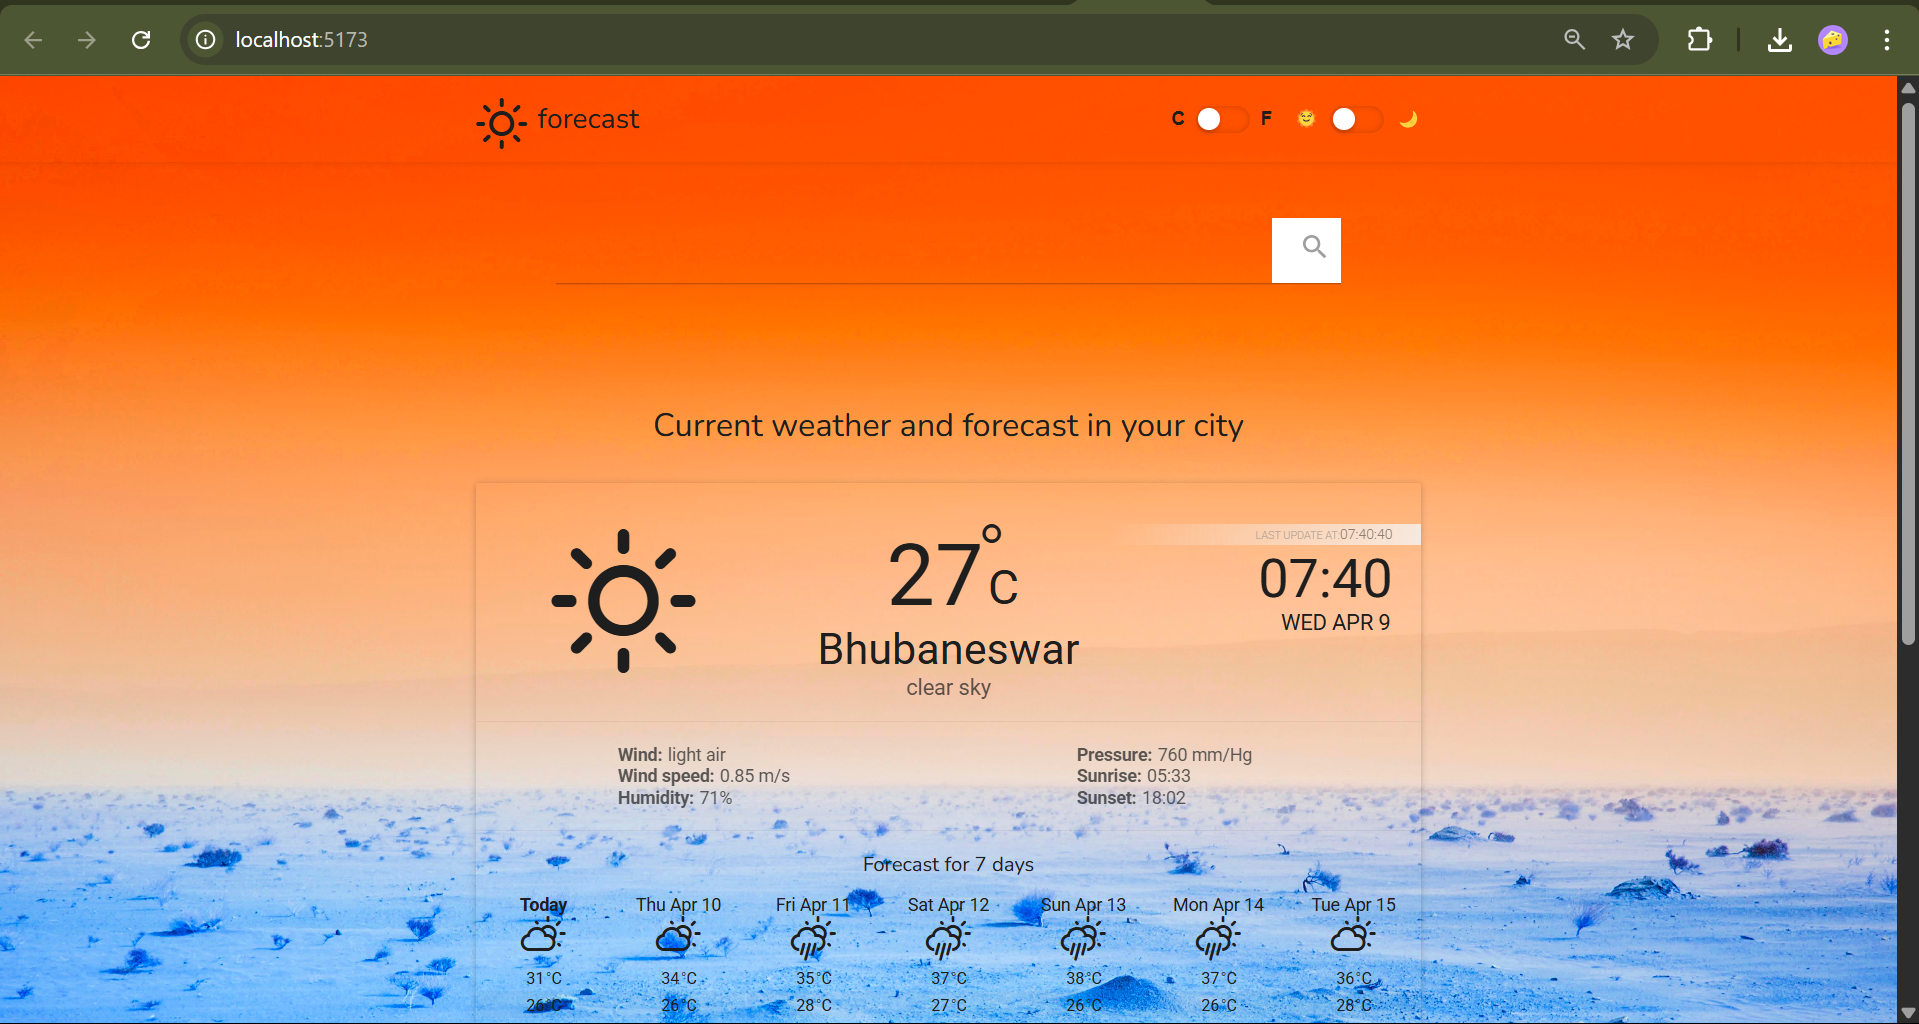 localhost:5173
forecast
C F
Current weather and forecast in your city
LAST UPDATE AT:07:40:40
27°C
07:40
WED APR 9
Bhubaneswar
clear sky
Wind: light air
Wind speed: 0.85 m/s
Humidity: 71%
Pressure: 760 mm/Hg
Sunrise: 05:33
Sunset: 18:02
Forecast for 7 days
Today Thu Apr 10 Fri Apr 11 Sat Apr 12 Sun Apr 13 Mon Apr 14 Tue Apr 15
31°C 34°C 35°C 37°C 38°C 37°C 36°C
26°C 26°C 28°C 27°C 26°C 26°C 28°C